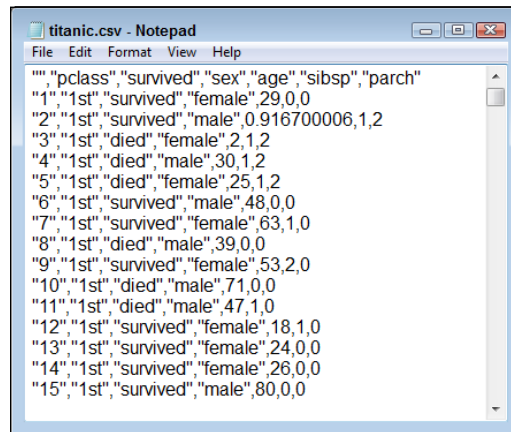 titanic.csv - Notepad
File Edit Format View Help
"","pclass","survived","sex","age","sibsp","parch"
"1","1st","survived","female",29,0,0
"2","1st","survived","male",0.916700006,1,2
"3","1st","died","female",2,1,2
"4","1st","died","male",30,1,2
"5","1st","died","female",25,1,2
"6","1st","survived","male",48,0,0
"7","1st","survived","female",63,1,0
"8","1st","died","male",39,0,0
"9","1st","survived","female",53,2,0
"10","1st","died","male",71,0,0
"11","1st","died","male",47,1,0
"12","1st","survived","female",18,1,0
"13","1st","survived","female",24,0,0
"14","1st","survived","female",26,0,0
"15","1st","survived","male",80,0,0